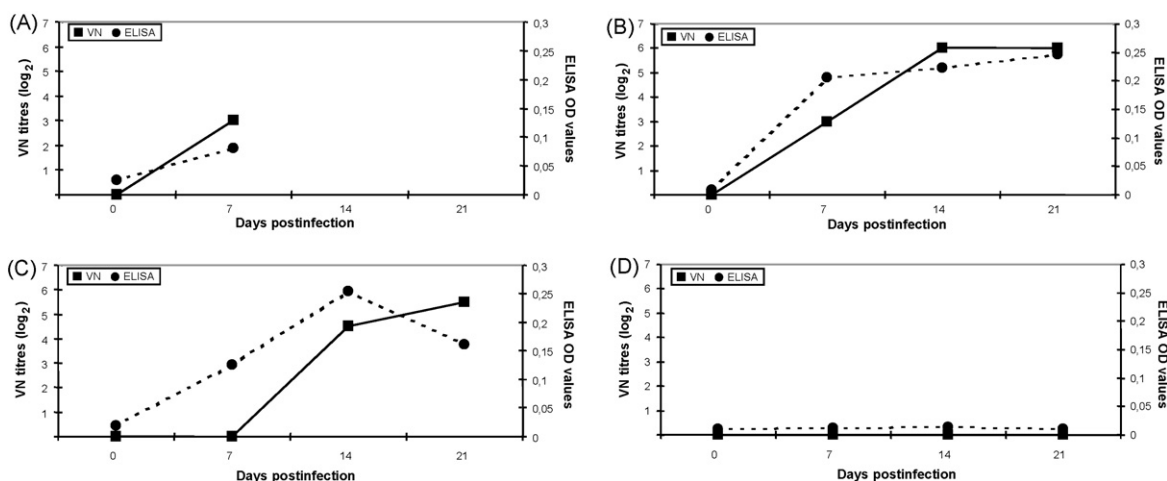 (A)
VN ELISA
VN titres (log2)
7
6
5
4
3
2
1
0,3
0,25
0,2
0,15
0,1
0,05
0
ELISA OD values
0 7 14 21
Days postinfection
(B)
VN ELISA
VN titres (log2)
7
6
5
4
3
2
1
0,3
0,25
0,2
0,15
0,1
0,05
0
ELISA OD values
0 7 14 21
Days postinfection
(C)
VN ELISA
VN titres (log2)
7
6
5
4
3
2
1
0,3
0,25
0,2
0,15
0,1
0,05
0
ELISA OD values
0 7 14 21
Days postinfection
(D)
VN ELISA
VN titres (log2)
7
6
5
4
3
2
1
0,3
0,25
0,2
0,15
0,1
0,05
0
ELISA OD values
0 7 14 21
Days postinfection